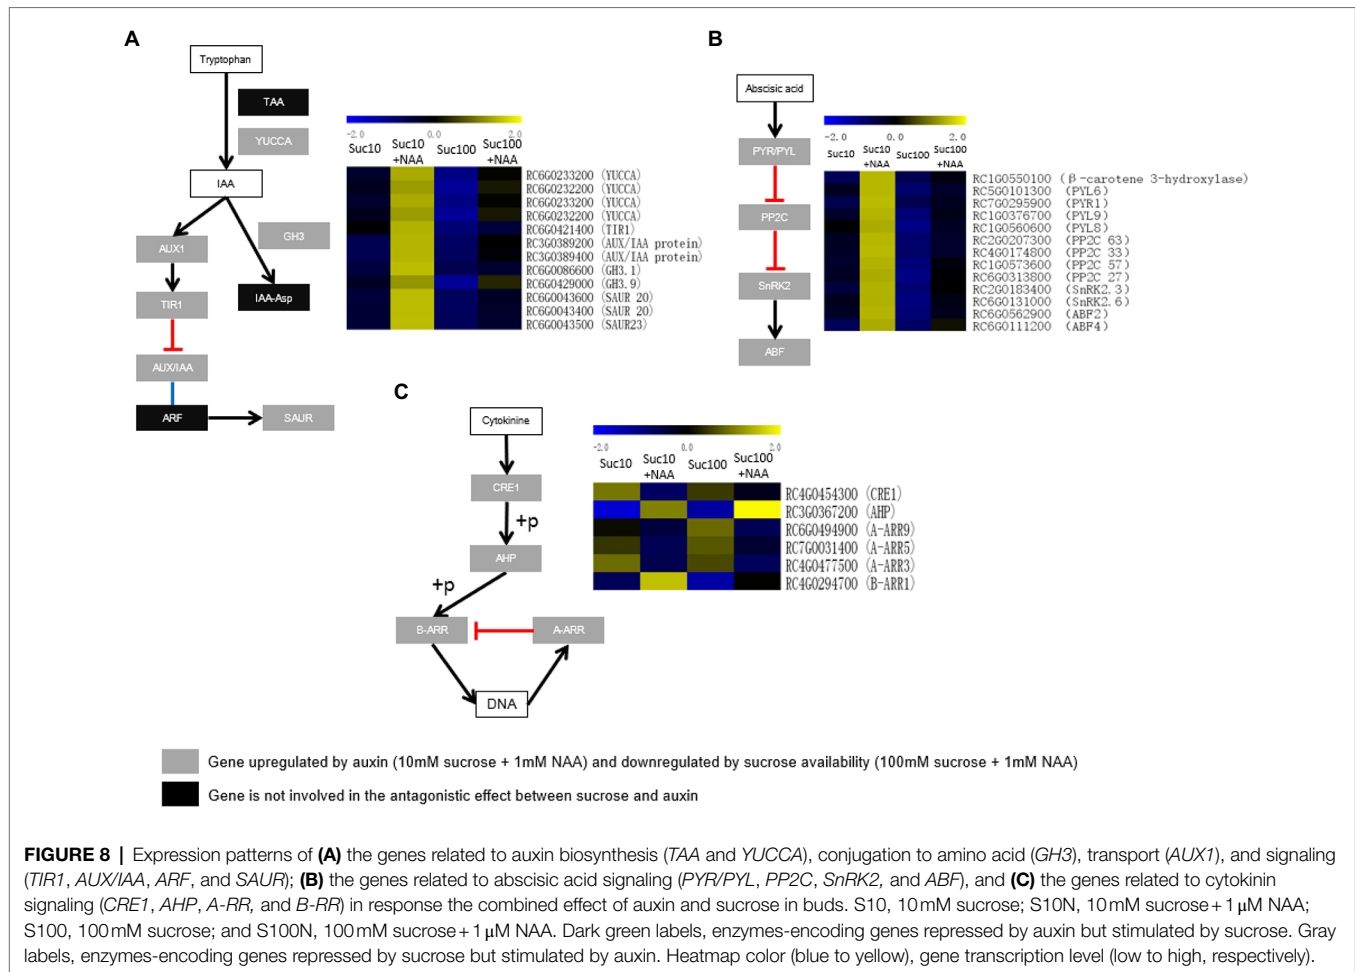 A
Tryptophan
TAA
YUCCA
IAA
AUX1
GH3
TIR1
IAA-Asp
AUX/IAA
ARF
SAUR
-2.0 0.0 2.0
Suc10 Suc10 +NAA Suc100 Suc100 +NAA
RC6G0233200 (YUCCA)
RC6G0232200 (YUCCA)
RC6G0233200 (YUCCA)
RC6G0232200 (YUCCA)
RC6G0421400 (TIR1)
RC3G0389200 (AUX/IAA protein)
RC3G0389400 (AUX/IAA protein)
RC6G0086600 (GH3.1)
RC6G0429000 (GH3.9)
RC6G0043600 (SAUR 20)
RC6G0043400 (SAUR 20)
RC6G0043500 (SAUR23)
B
Abscisic acid
PYR/PYL
PP2C
SnRK2
ABF
-2.0 0.0 2.0
Suc10 Suc10 +NAA Suc100 Suc100 +NAA
RC1G0550100 (β-carotene 3-hydroxylase)
RC5G0101300 (PYL6)
RC7G0295900 (PYR1)
RC1G0376700 (PYL9)
RC1G0560600 (PYL8)
RC2G0207300 (PP2C 63)
RC4G0174800 (PP2C 33)
RC1G0573600 (PP2C 57)
RC6G0313800 (PP2C 27)
RC2G0183400 (SnRK2.3)
RC6G0131000 (SnRK2.6)
RC6G0562900 (ABF2)
RC6G0111200 (ABF4)
C
Cytokinine
CRE1
+p
AHP
+p
B-ARR
A-ARR
DNA
-2.0 0.0 2.0
Suc10 Suc10 +NAA Suc100 Suc100 +NAA
RC4G0454300 (CRE1)
RC3G0367200 (AHP)
RC6G0494900 (A-ARR9)
RC7G0031400 (A-ARR5)
RC4G0477500 (A-ARR3)
RC4G0294700 (B-ARR1)
Gene upregulated by auxin (10mM sucrose + 1mM NAA) and downregulated by sucrose availability (100mM sucrose + 1mM NAA)
Gene is not involved in the antagonistic effect between sucrose and auxin
FIGURE 8 | Expression patterns of (A) the genes related to auxin biosynthesis (TAA and YUCCA), conjugation to amino acid (GH3), transport (AUX1), and signaling
(TIR1, AUX/IAA, ARF, and SAUR); (B) the genes related to abscisic acid signaling (PYR/PYL, PP2C, SnRK2, and ABF), and (C) the genes related to cytokinin
signaling (CRE1, AHP, A-RR, and B-RR) in response the combined effect of auxin and sucrose in buds. S10, 10 mM sucrose; S10N, 10 mM sucrose + 1 μM NAA;
S100, 100 mM sucrose; and S100N, 100 mM sucrose + 1 μM NAA. Dark green labels, enzymes-encoding genes repressed by auxin but stimulated by sucrose. Gray
labels, enzymes-encoding genes repressed by sucrose but stimulated by auxin. Heatmap color (blue to yellow), gene transcription level (low to high, respectively).